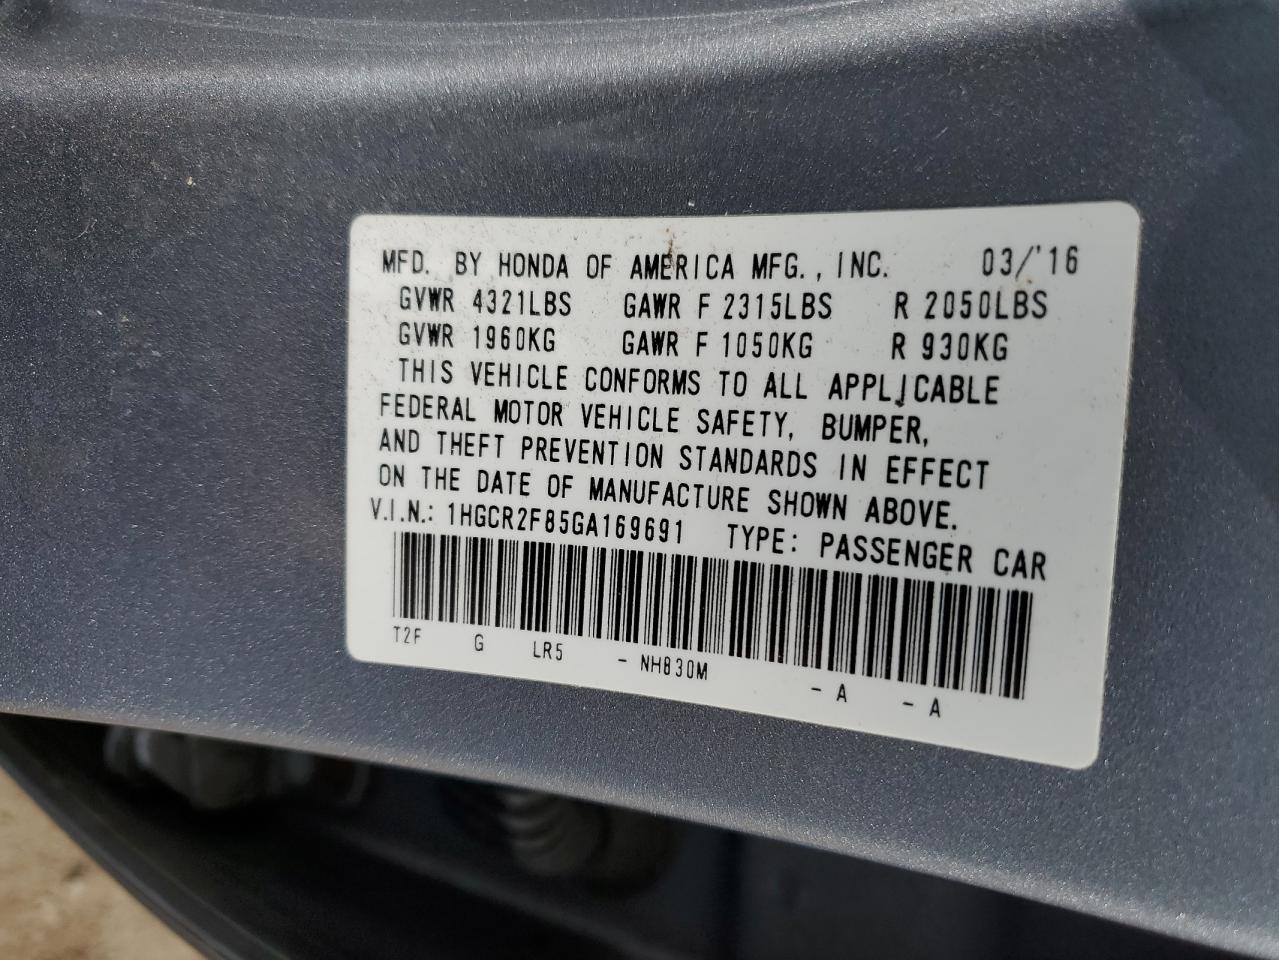 MFD. BY HONDA OF AMERICA MFG., INC. 03/'16
GVWR 4321LBS GAWR F 2315LBS R 2050LBS
GVWR 1960KG GAWR F 1050KG R 930KG
THIS VEHICLE CONFORMS TO ALL APPLICABLE
FEDERAL MOTOR VEHICLE SAFETY, BUMPER,
AND THEFT PREVENTION STANDARDS IN EFFECT
ON THE DATE OF MANUFACTURE SHOWN ABOVE.
V.I.N.: 1HGCR2F85GA169691 TYPE: PASSENGER CAR
T2F G LR5 - NH830M - A - A